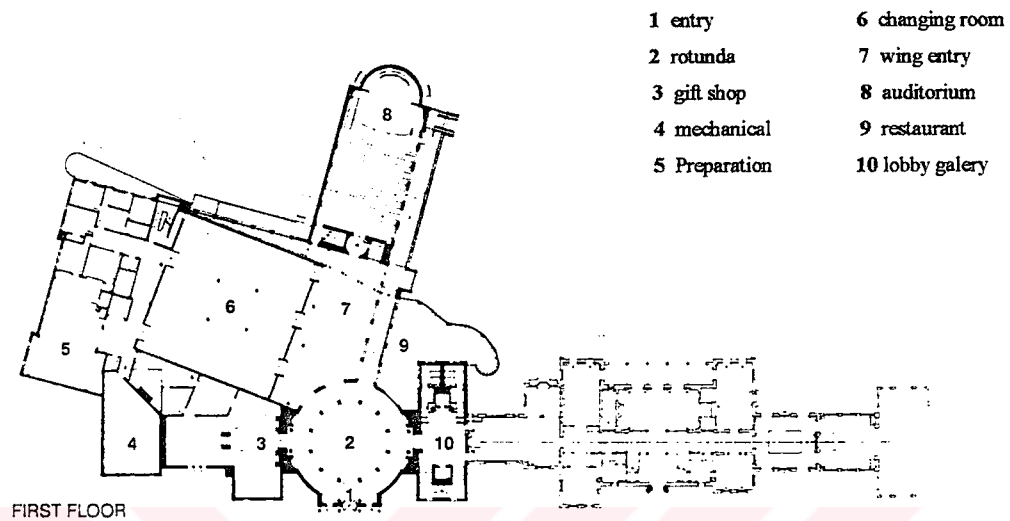 1 entry
2 rotunda
3 gift shop
4 mechanical
5 Preparation
6 changing room
7 wing entry
8 auditorium
9 restaurant
10 lobby galery
8
6
7
5
9
4
3
2
10
1
FIRST FLOOR